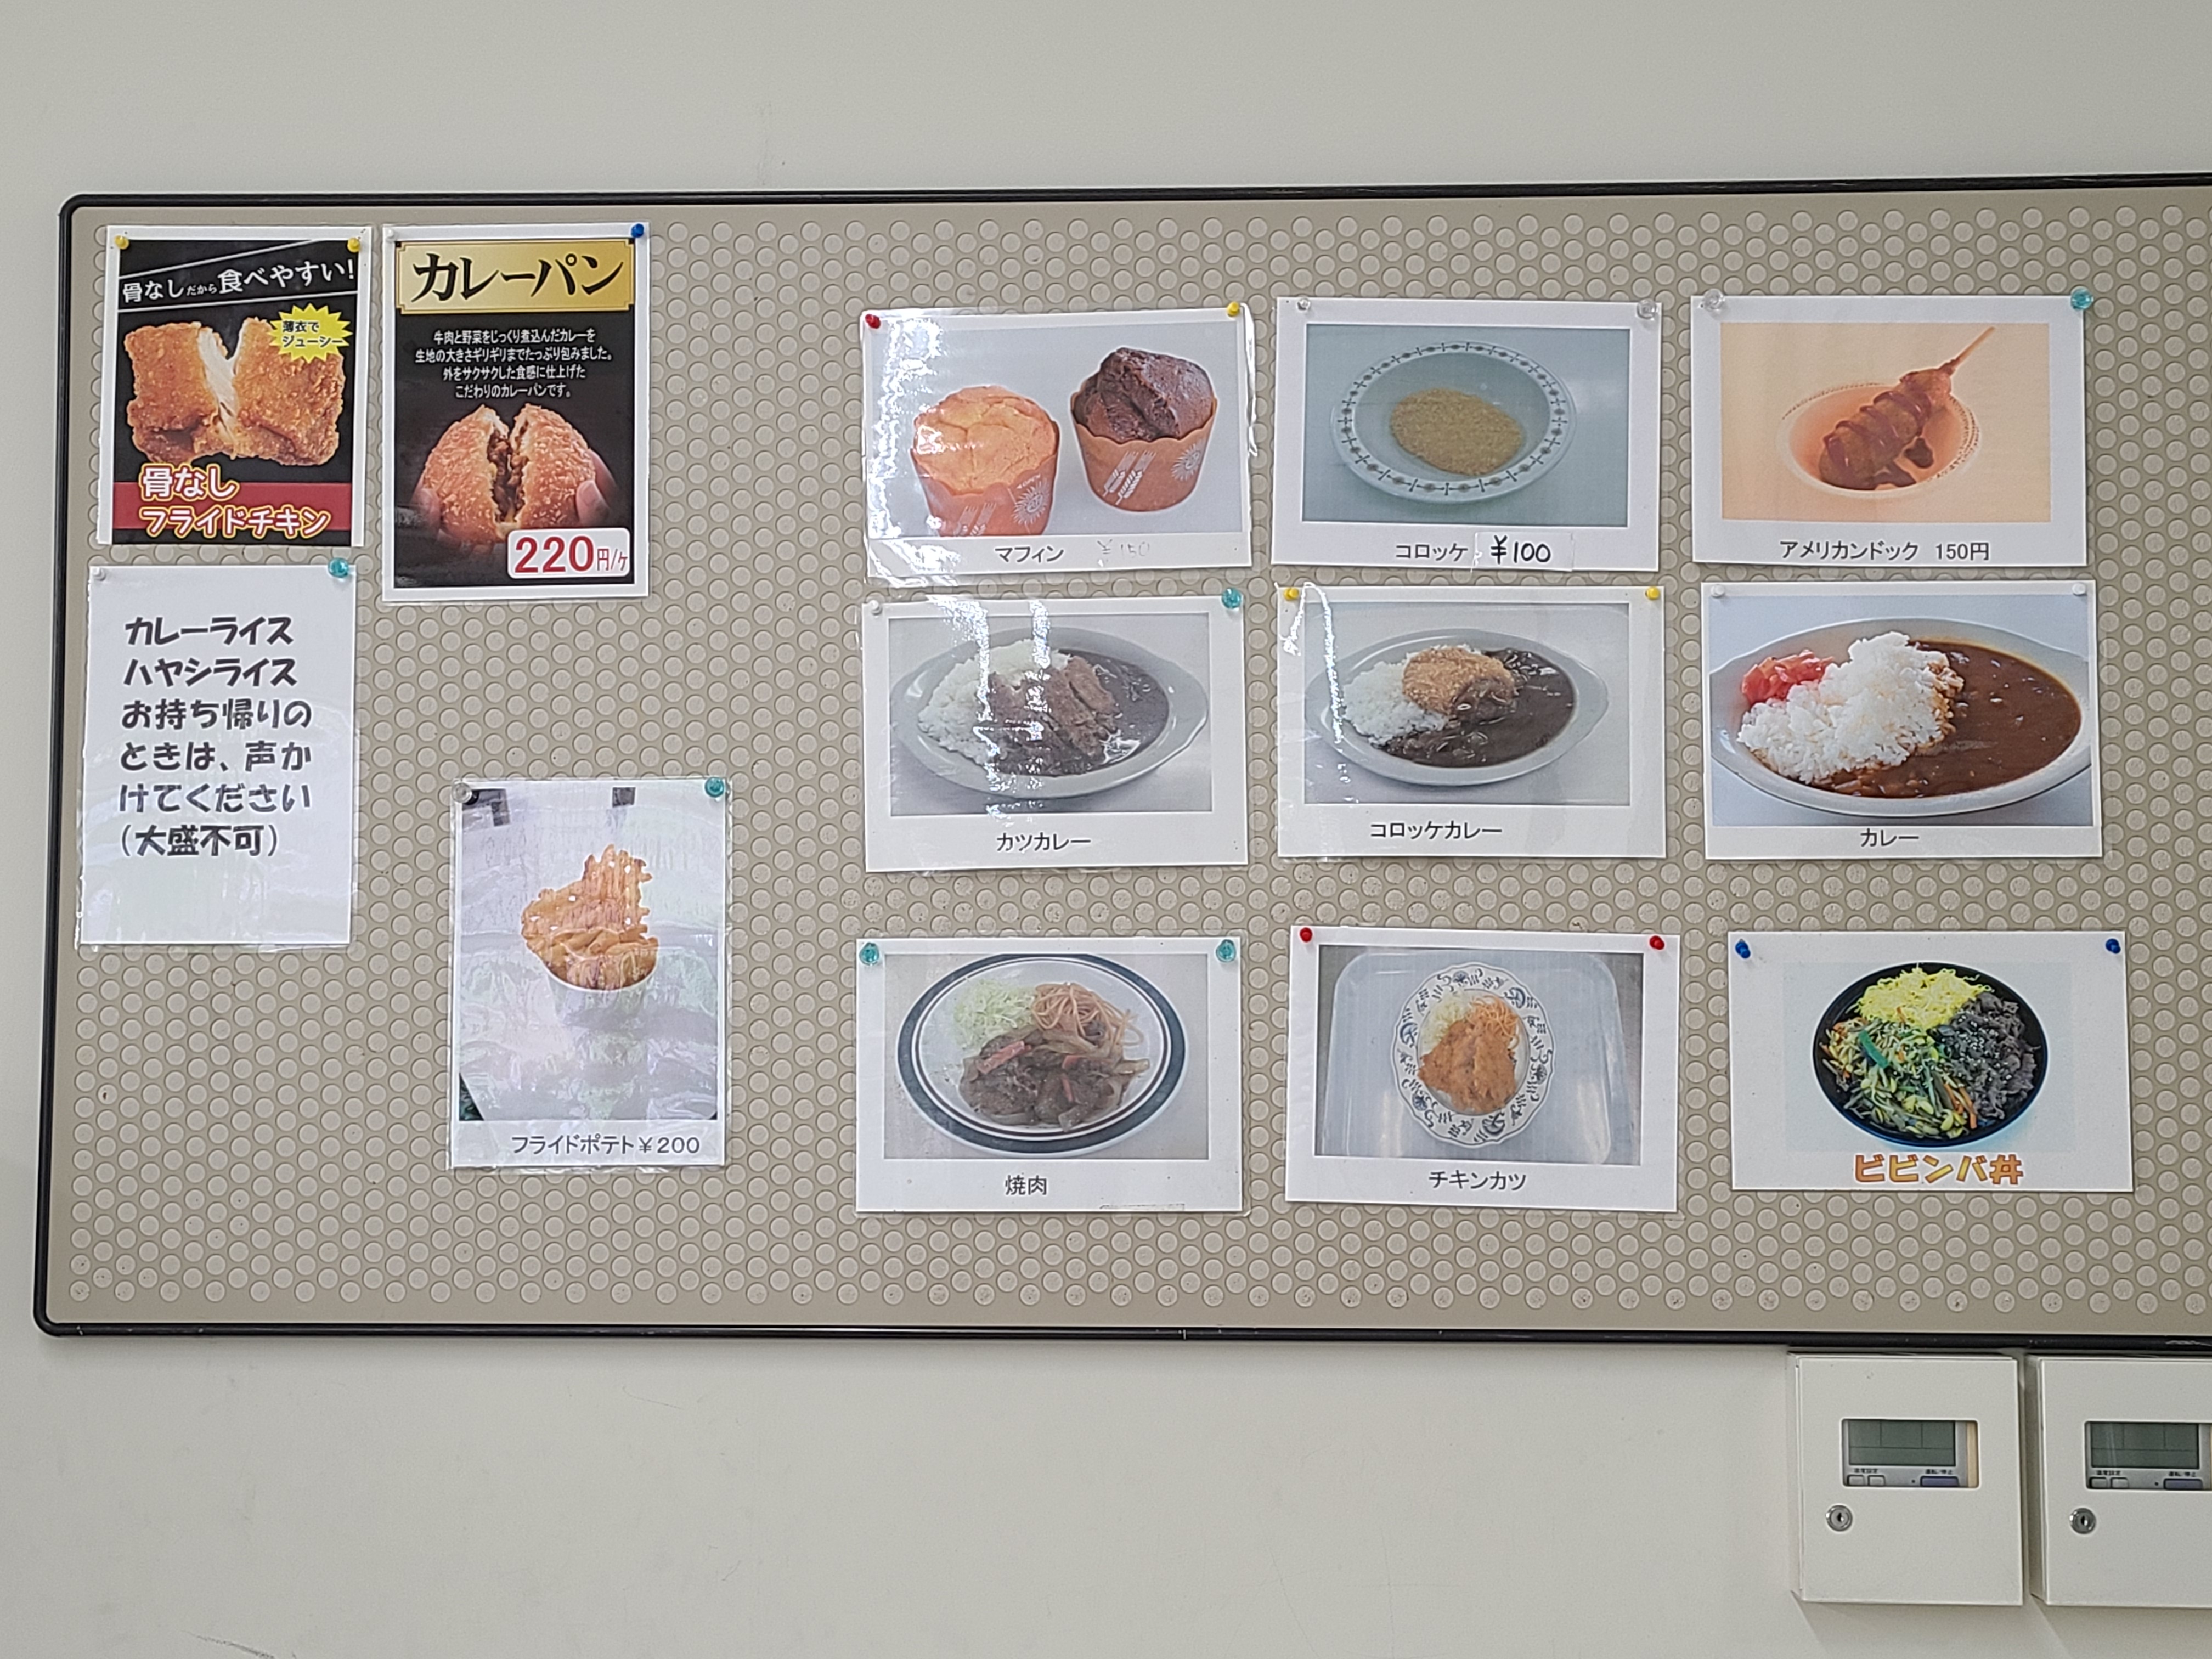 骨なしだから食べやすい!
薄衣で
ジューシー
骨なし
フライドチキン
カレーパン
牛肉と野菜をじっくり煮込んだカレーを
生地の大きさギリギリまでたっぷり包みました。
外をサクサクした食感に仕上げた
こだわりのカレーパンです。
220円/ヶ
カレーライス
ハヤシライス
お持ち帰りの
ときは、声か
けてください
(大盛不可)
フライドポテト¥200
マフィン ¥150
コロッケ ¥100
アメリカンドック 150円
カツカレー
コロッケカレー
カレー
焼肉
チキンカツ
ビビンバ丼